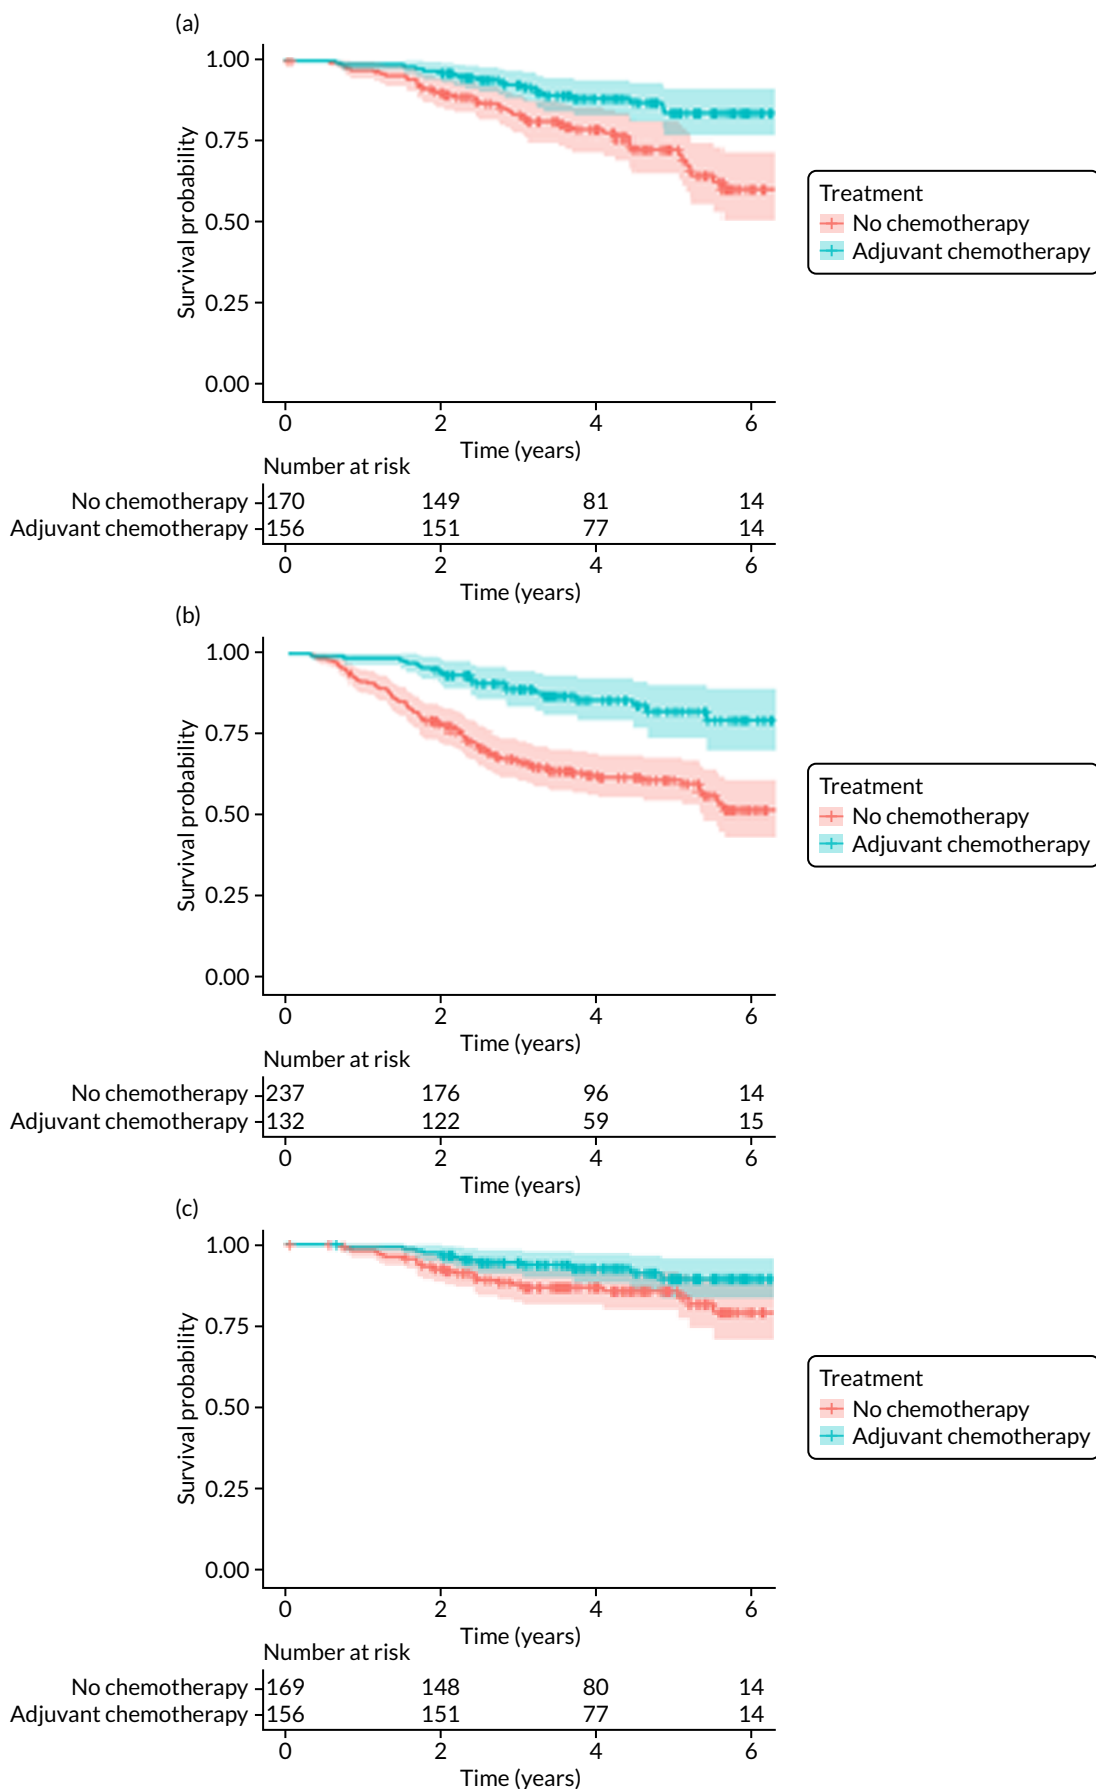 (a)
1.00
0.75
0.50
0.25
0.00
Survival probability
0 2 4 6
Time (years)
Treatment
No chemotherapy
Adjuvant chemotherapy
Number at risk
No chemotherapy 170 149 81 14
Adjuvant chemotherapy 156 151 77 14
0 2 4 6
Time (years)
(b)
1.00
0.75
0.50
0.25
0.00
Survival probability
0 2 4 6
Time (years)
Treatment
No chemotherapy
Adjuvant chemotherapy
Number at risk
No chemotherapy 237 176 96 14
Adjuvant chemotherapy 132 122 59 15
0 2 4 6
Time (years)
(c)
1.00
0.75
0.50
0.25
0.00
Survival probability
0 2 4 6
Time (years)
Treatment
No chemotherapy
Adjuvant chemotherapy
Number at risk
No chemotherapy 169 148 80 14
Adjuvant chemotherapy 156 151 77 14
0 2 4 6
Time (years)